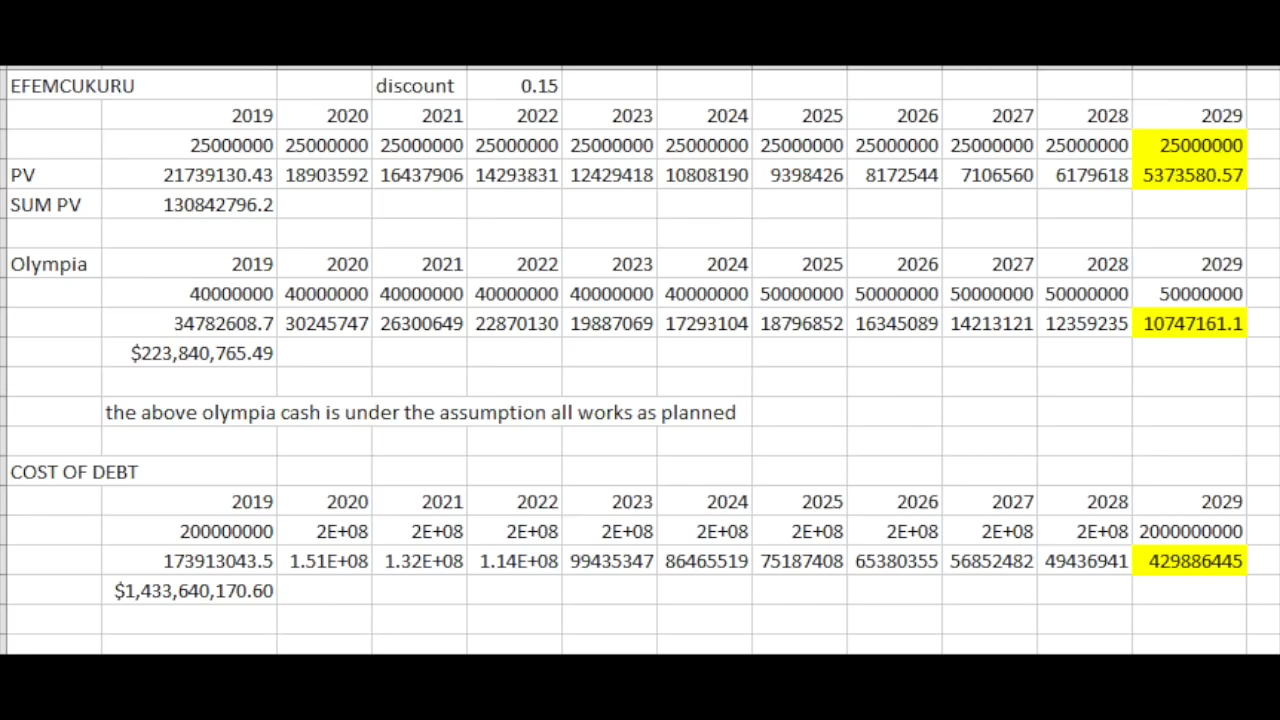 EFEMCUKURU discount 0.15
2019 2020 2021 2022 2023 2024 2025 2026 2027 2028 2029
25000000 25000000 25000000 25000000 25000000 25000000 25000000 25000000 25000000 25000000 25000000
PV 21739130.43 18903592 16437906 14293831 12429418 10808190 9398426 8172544 7106560 6179618 5373580.57
SUM PV 130842796.2
Olympia 2019 2020 2021 2022 2023 2024 2025 2026 2027 2028 2029
40000000 40000000 40000000 40000000 40000000 40000000 50000000 50000000 50000000 50000000 50000000
34782608.7 30245747 26300649 22870130 19887069 17293104 18796852 16345089 14213121 12359235 10747161.1
$223,840,765.49
the above olympia cash is under the assumption all works as planned
COST OF DEBT
2019 2020 2021 2022 2023 2024 2025 2026 2027 2028 2029
200000000 2E+08 2E+08 2E+08 2E+08 2E+08 2E+08 2E+08 2E+08 2E+08 2000000000
173913043.5 1.51E+08 1.32E+08 1.14E+08 99435347 86465519 75187408 65380355 56852482 49436941 429886445
$1,433,640,170.60